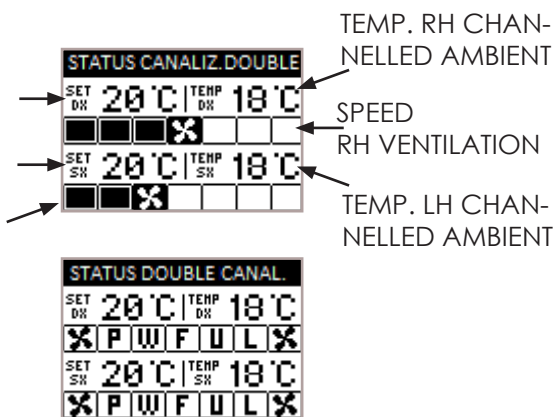 TEMP. RH CHAN-
NELLED AMBIENT
STATUS CANALIZ.DOUBLE
SET DX 20°C | TEMP DX 18°C
SPEED
RH VENTILATION
SET SX 20°C | TEMP SX 18°C
TEMP. LH CHAN-
NELLED AMBIENT
STATUS DOUBLE CANAL.
SET DX 20°C | TEMP DX 18°C
P W F U L
SET SX 20°C | TEMP SX 18°C
P W F U L